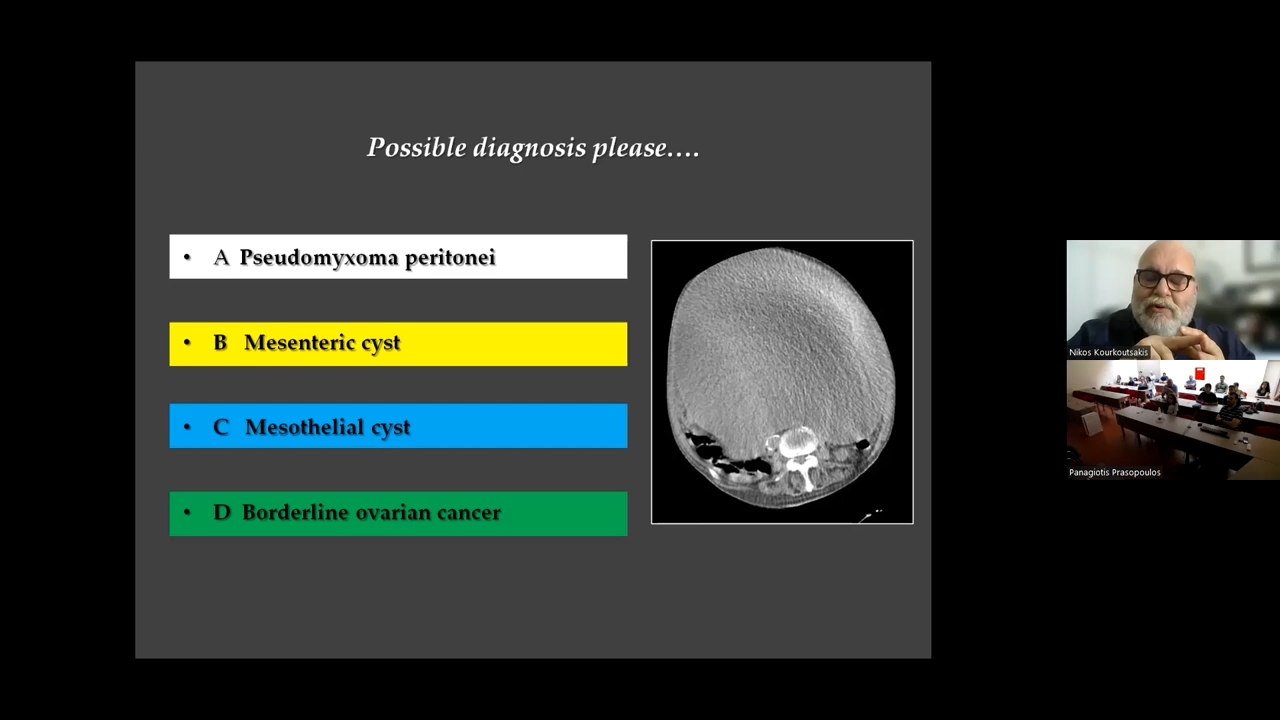 Possible diagnosis please....
• A Pseudomyxoma peritonei
• B Mesenteric cyst
• C Mesothelial cyst
• D Borderline ovarian cancer
Nikos Kourkoutsakis
Panagiotis Prasopoulos